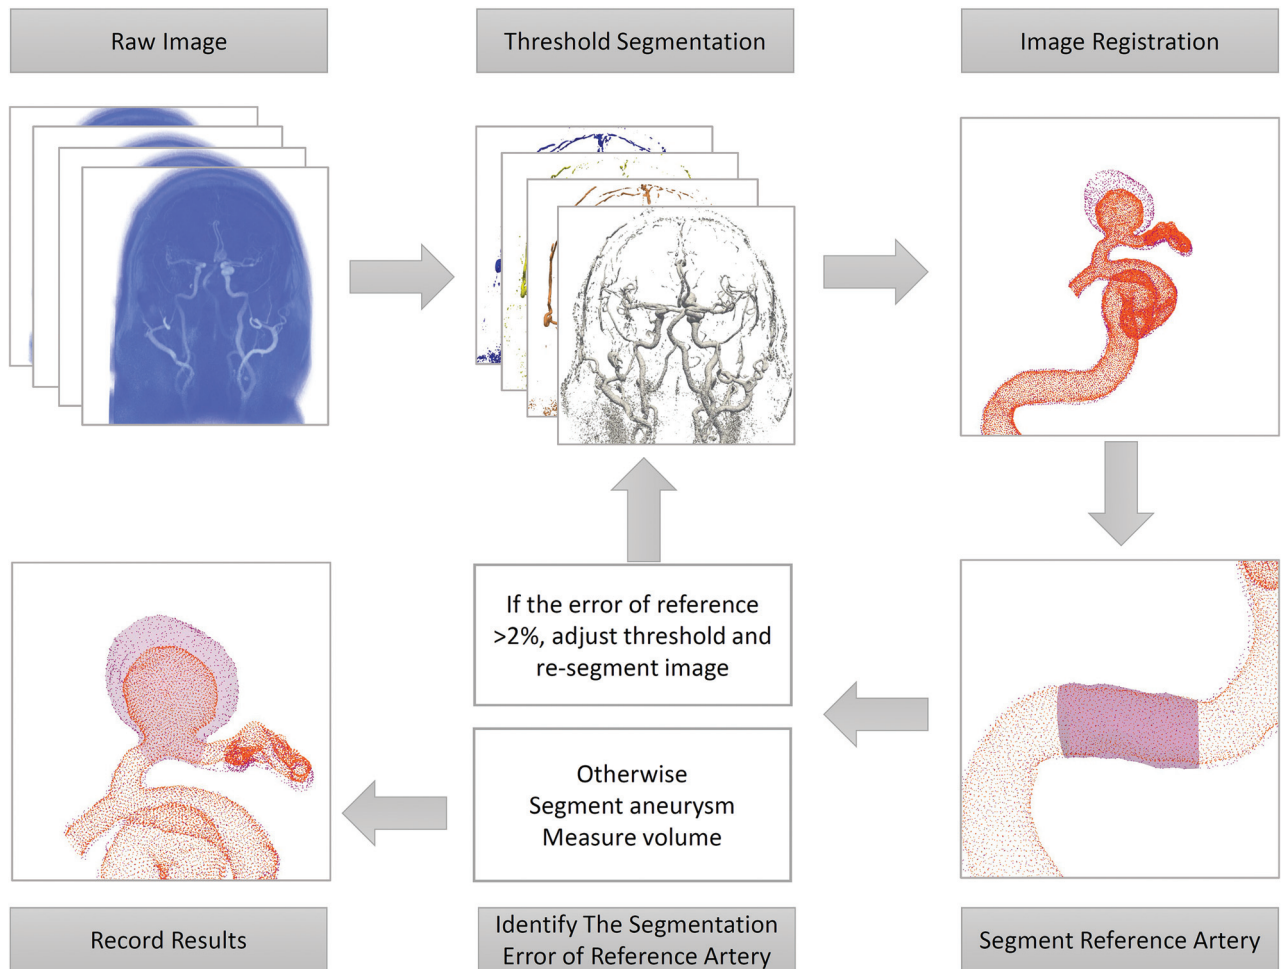 Raw Image
Threshold Segmentation
Image Registration
If the error of reference
>2%, adjust threshold and
re-segment image
Otherwise
Segment aneurysm
Measure volume
Record Results
Identify The Segmentation
Error of Reference Artery
Segment Reference Artery